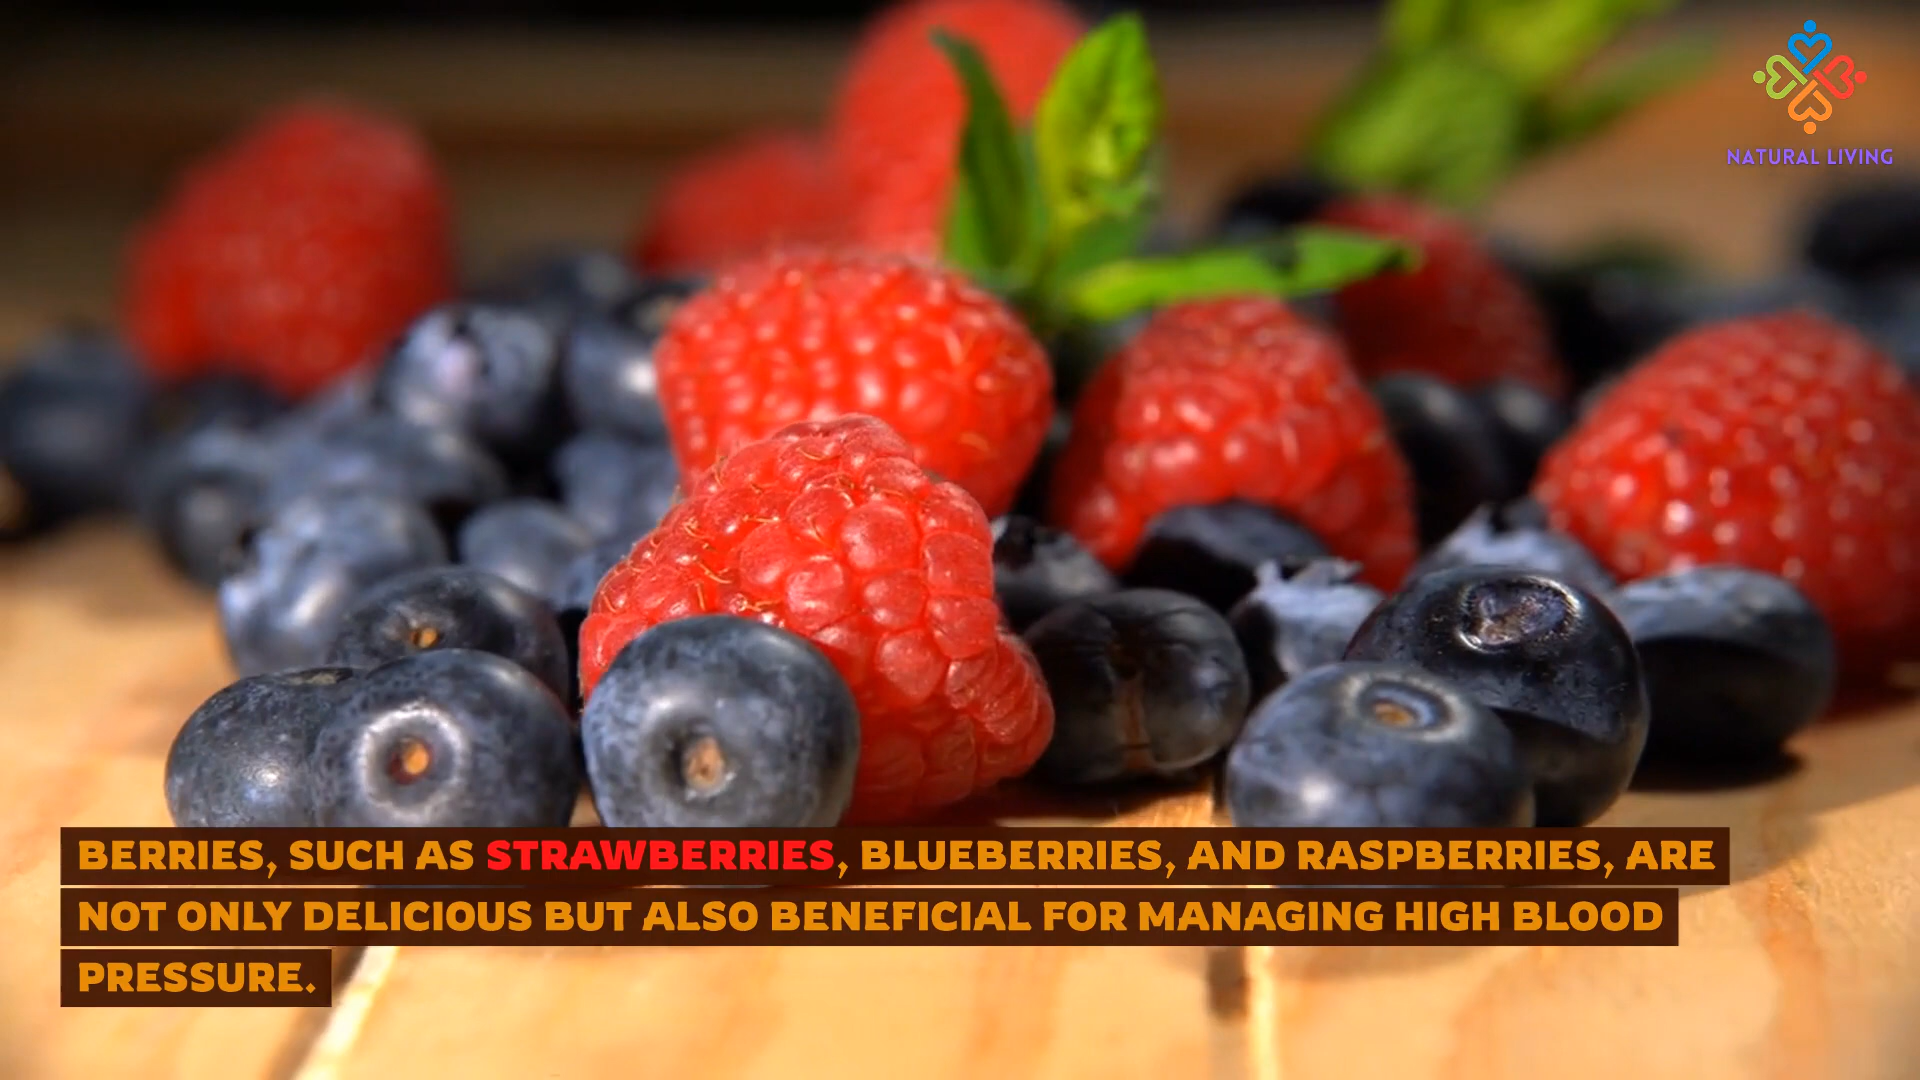 NATURAL LIVING
BERRIES, SUCH AS STRAWBERRIES, BLUEBERRIES, AND RASPBERRIES, ARE
NOT ONLY DELICIOUS BUT ALSO BENEFICIAL FOR MANAGING HIGH BLOOD
PRESSURE.